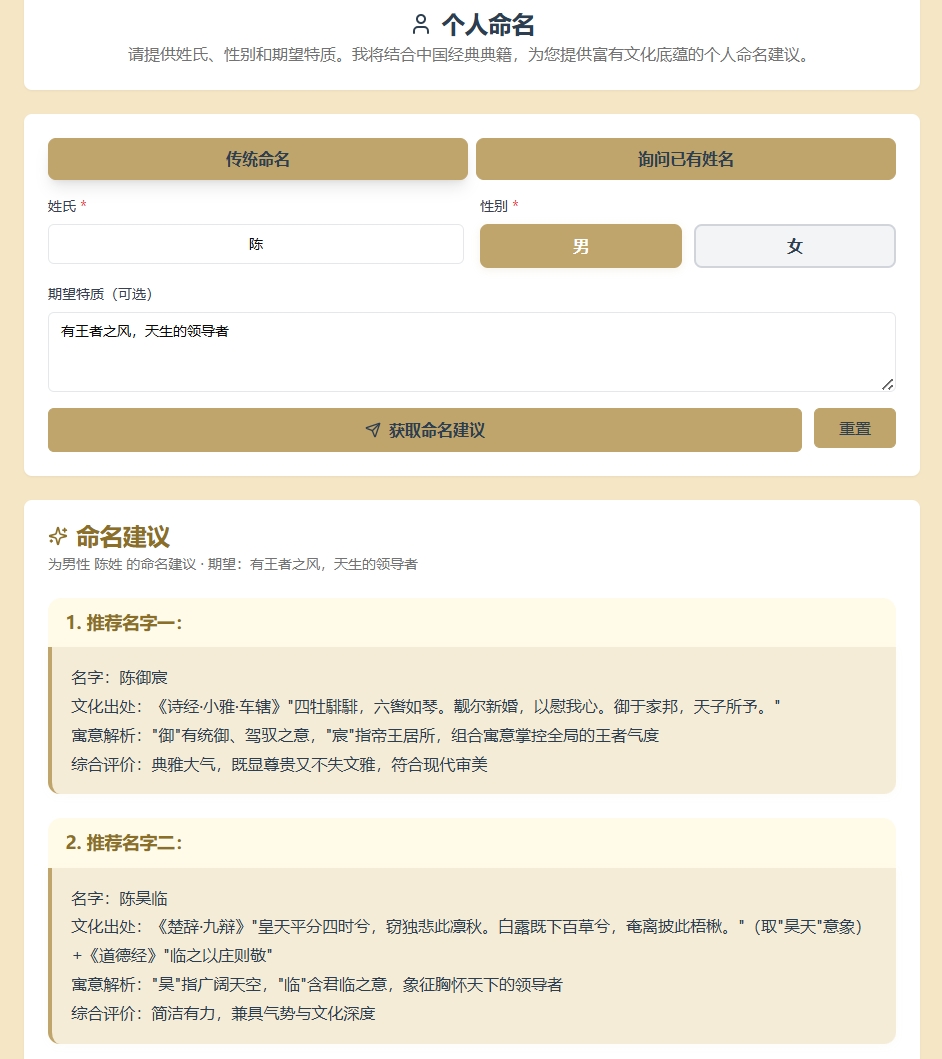 个人命名
请提供姓氏、性别和期望特质。我将结合中国经典典籍，为您提供富有文化底蕴的个人命名建议。
传统命名
询问已有姓名
姓氏 *
性别 *
陈
男
女
期望特质（可选）
有王者之风，天生的领导者
获取命名建议
重置
命名建议
为男性 陈姓 的命名建议 · 期望：有王者之风，天生的领导者
1. 推荐名字一：
名字：陈御宸
文化出处：《诗经·小雅·车辖》"四牡騑騑，六辔如琴。觏尔新婚，以慰我心。御于家邦，天子所予。"
寓意解析："御"有统御、驾驭之意，"宸"指帝王居所，组合寓意掌控全局的王者气度
综合评价：典雅大气，既显尊贵又不失文雅，符合现代审美
2. 推荐名字二：
名字：陈昊临
文化出处：《楚辞·九辩》"皇天平分四时兮，窃独悲此凛秋。白露既下百草兮，奄离披此梧楸。"（取"昊天"意象）
+《道德经》"临之以庄则敬"
寓意解析："昊"指广阔天空，"临"含君临之意，象征胸怀天下的领导者
综合评价：简洁有力，兼具气势与文化深度